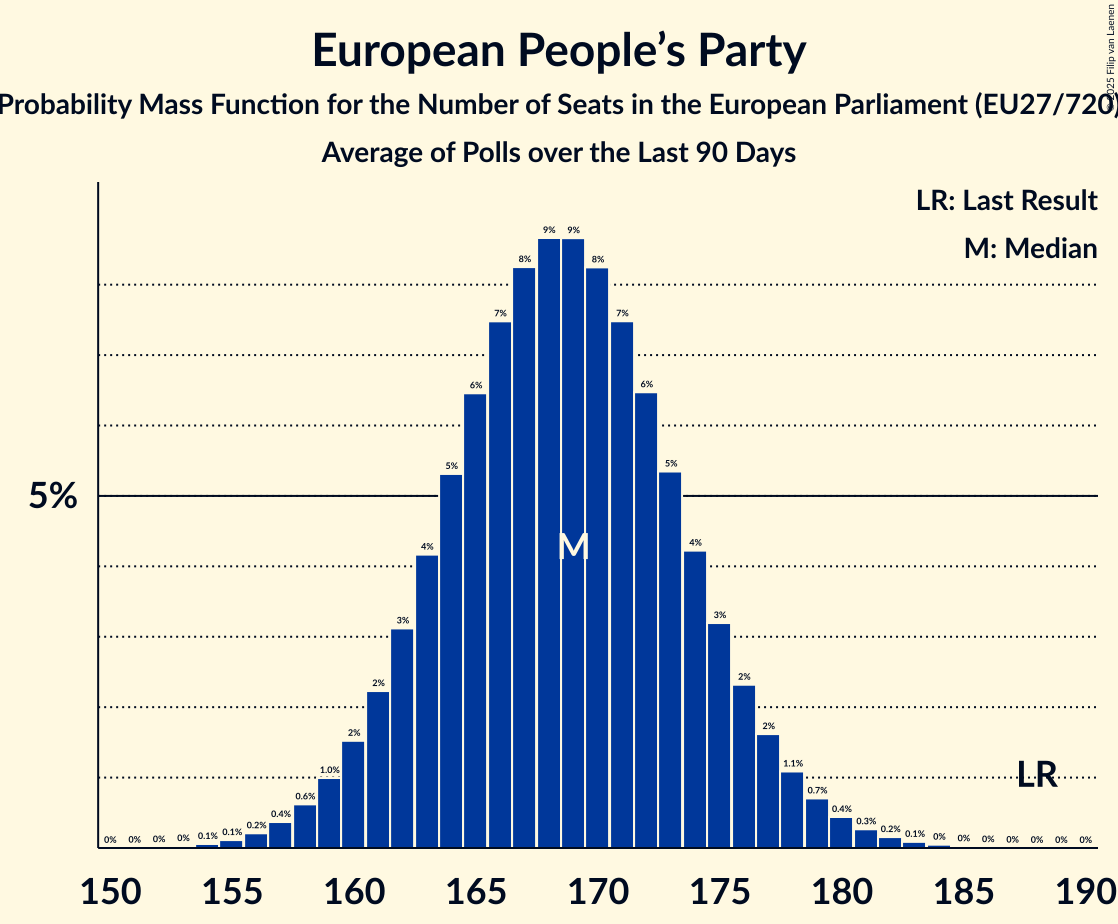 European People’s Party
Probability Mass Function for the Number of Seats in the European Parliament (EU27/720)
Average of Polls over the Last 90 Days
© 2025 Filip van Laenen
LR: Last Result
M: Median
9% 9%
8% 8%
7% 7%
6% 6%
5% 5%
5%
4% M 4%
3% 3%
2% 2%
2% 2%
1.0% 1.1% LR
0.6% 0.7%
0.4% 0.4%
0.2% 0.3%
0% 0% 0% 0% 0.1% 0.1% 0.2% 0.1% 0% 0% 0% 0% 0% 0% 0%
150 155 160 165 170 175 180 185 190